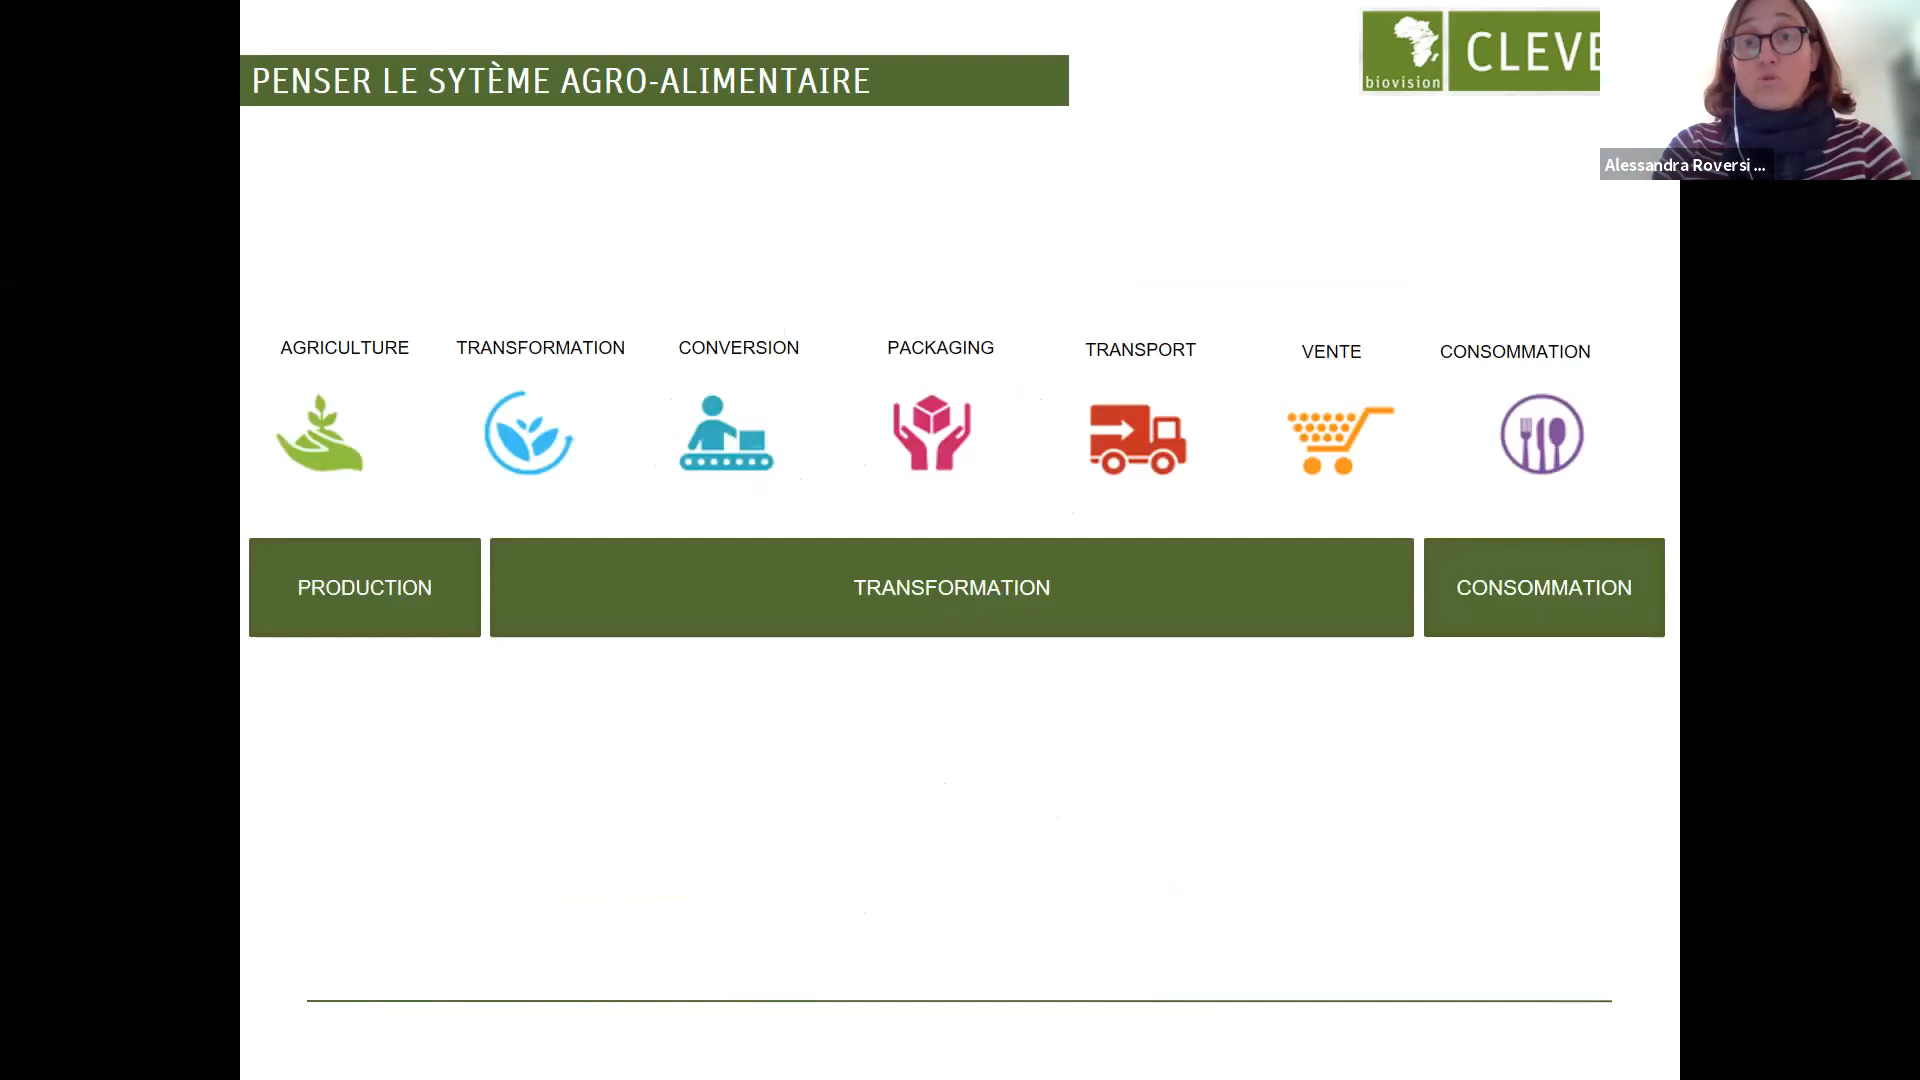 PENSER LE SYTÈME AGRO-ALIMENTAIRE
biovision
CLEVE
Alessandra Roversi ...
AGRICULTURE
TRANSFORMATION
CONVERSION
PACKAGING
TRANSPORT
VENTE
CONSOMMATION
PRODUCTION
TRANSFORMATION
CONSOMMATION